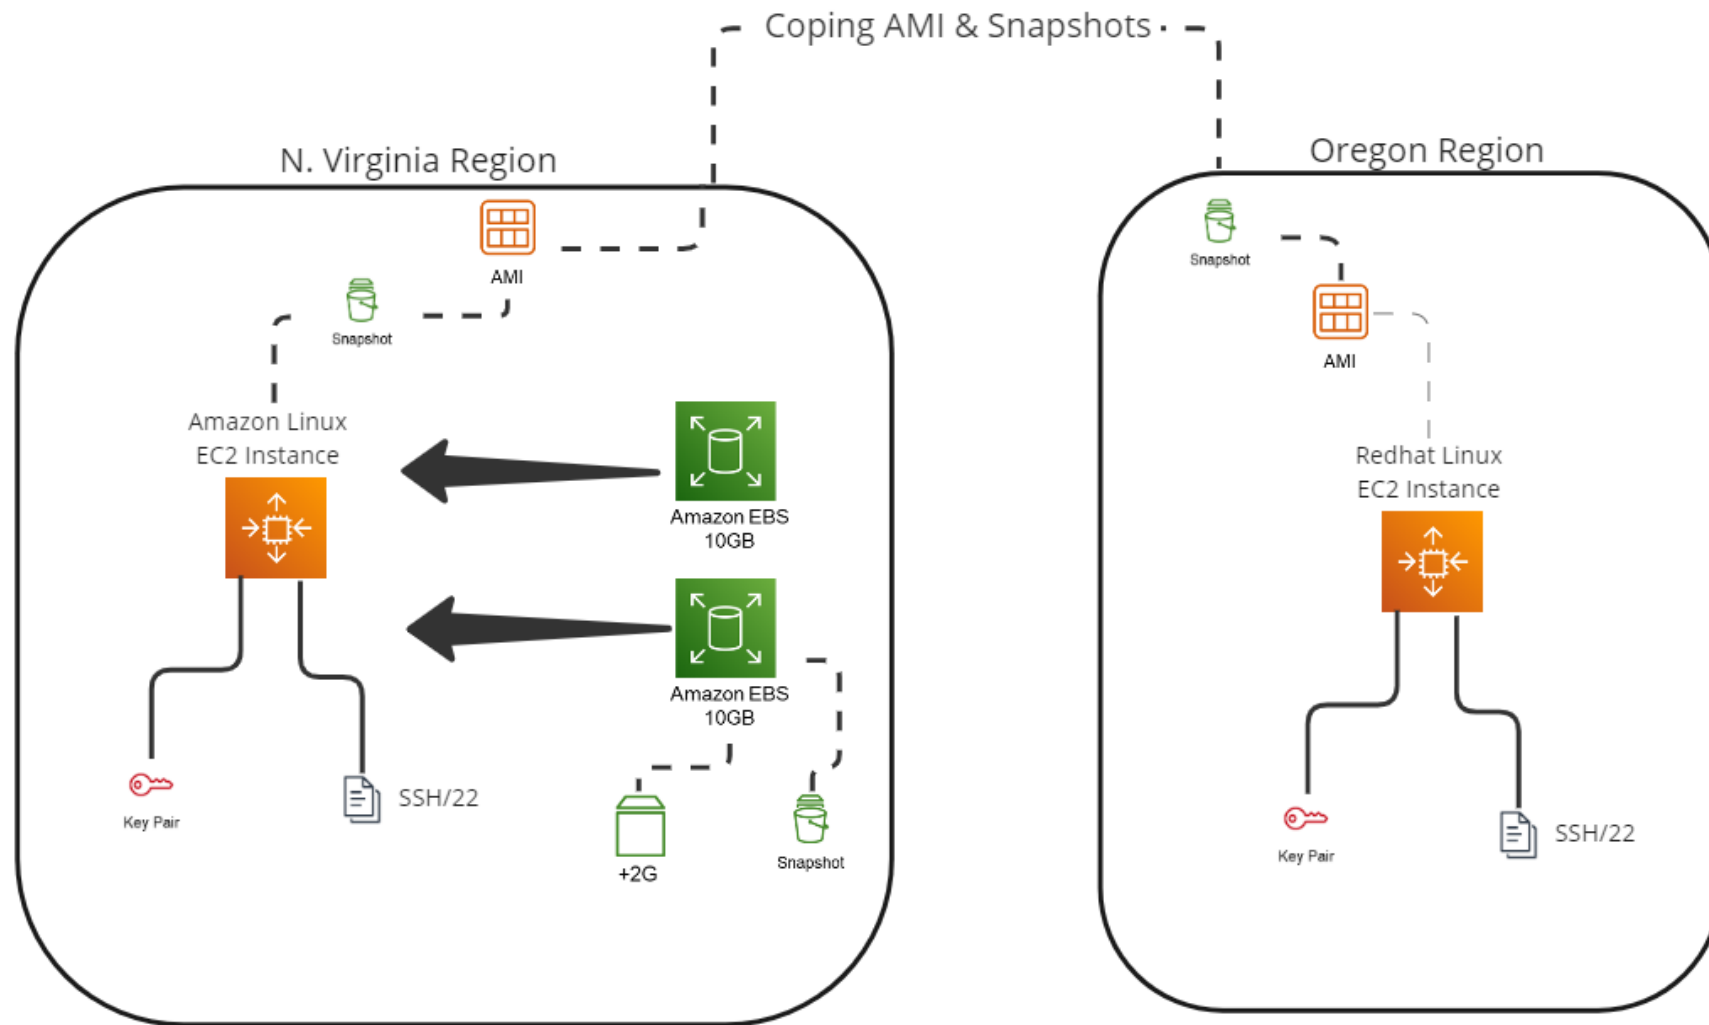 Coping AMI & Snapshots
N. Virginia Region
AMI
Snapshot
Amazon Linux
EC2 Instance
Amazon EBS
10GB
Amazon EBS
10GB
Key Pair
SSH/22
+2G
Snapshot
Oregon Region
Snapshot
AMI
Redhat Linux
EC2 Instance
Key Pair
SSH/22